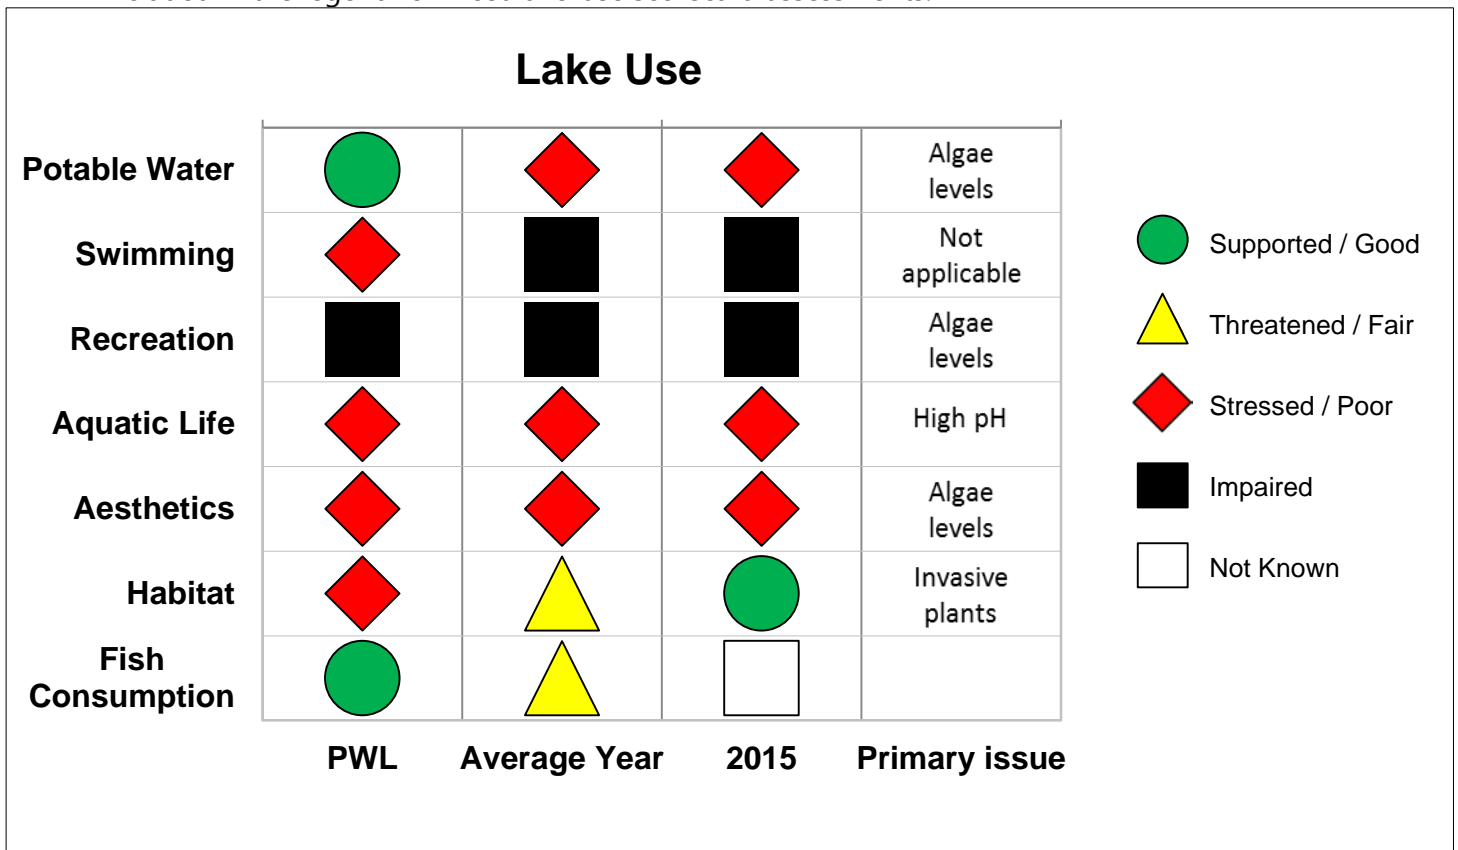 Lake Use
Potable Water
Algae
levels
Swimming
Not
applicable
Recreation
Algae
levels
Aquatic Life
High pH
Aesthetics
Algae
levels
Habitat
Invasive
plants
Fish
Consumption
PWL
Average Year
2015
Primary issue
Supported / Good
Threatened / Fair
Stressed / Poor
Impaired
Not Known